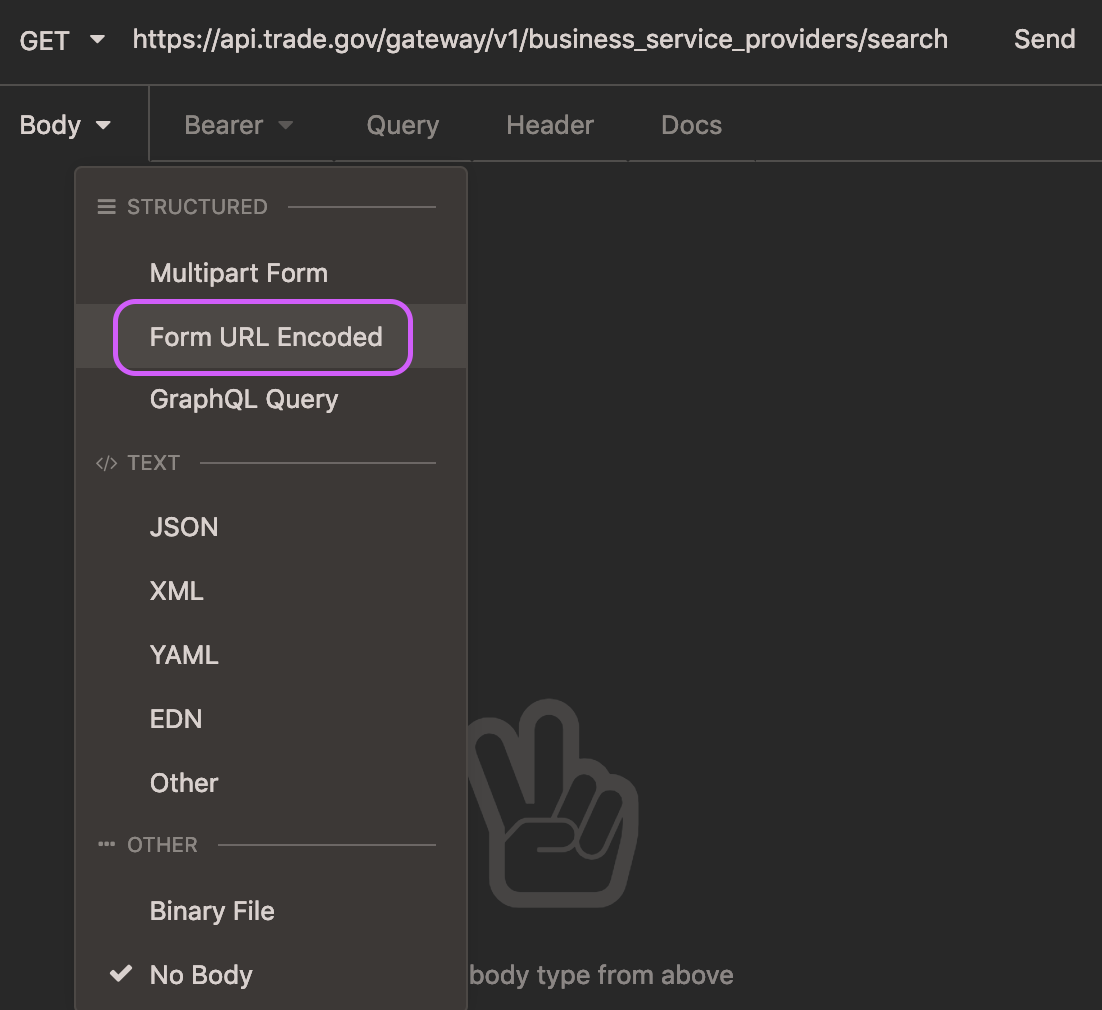 GET https://api.trade.gov/gateway/v1/business_service_providers/search Send
Body Bearer Query Header Docs
STRUCTURED
Multipart Form
Form URL Encoded
GraphQL Query
</> TEXT
JSON
XML
YAML
EDN
Other
OTHER
Binary File
No Body
body type from above